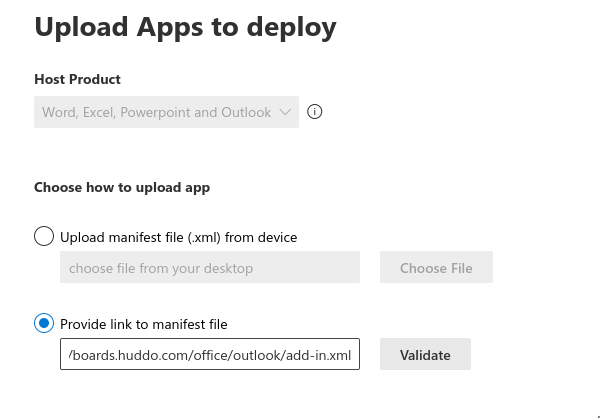 Upload Apps to deploy
Host Product
Word, Excel, Powerpoint and Outlook
Choose how to upload app
Upload manifest file (.xml) from device
choose file from your desktop Choose File
Provide link to manifest file
/boards.huddo.com/office/outlook/add-in.xml Validate